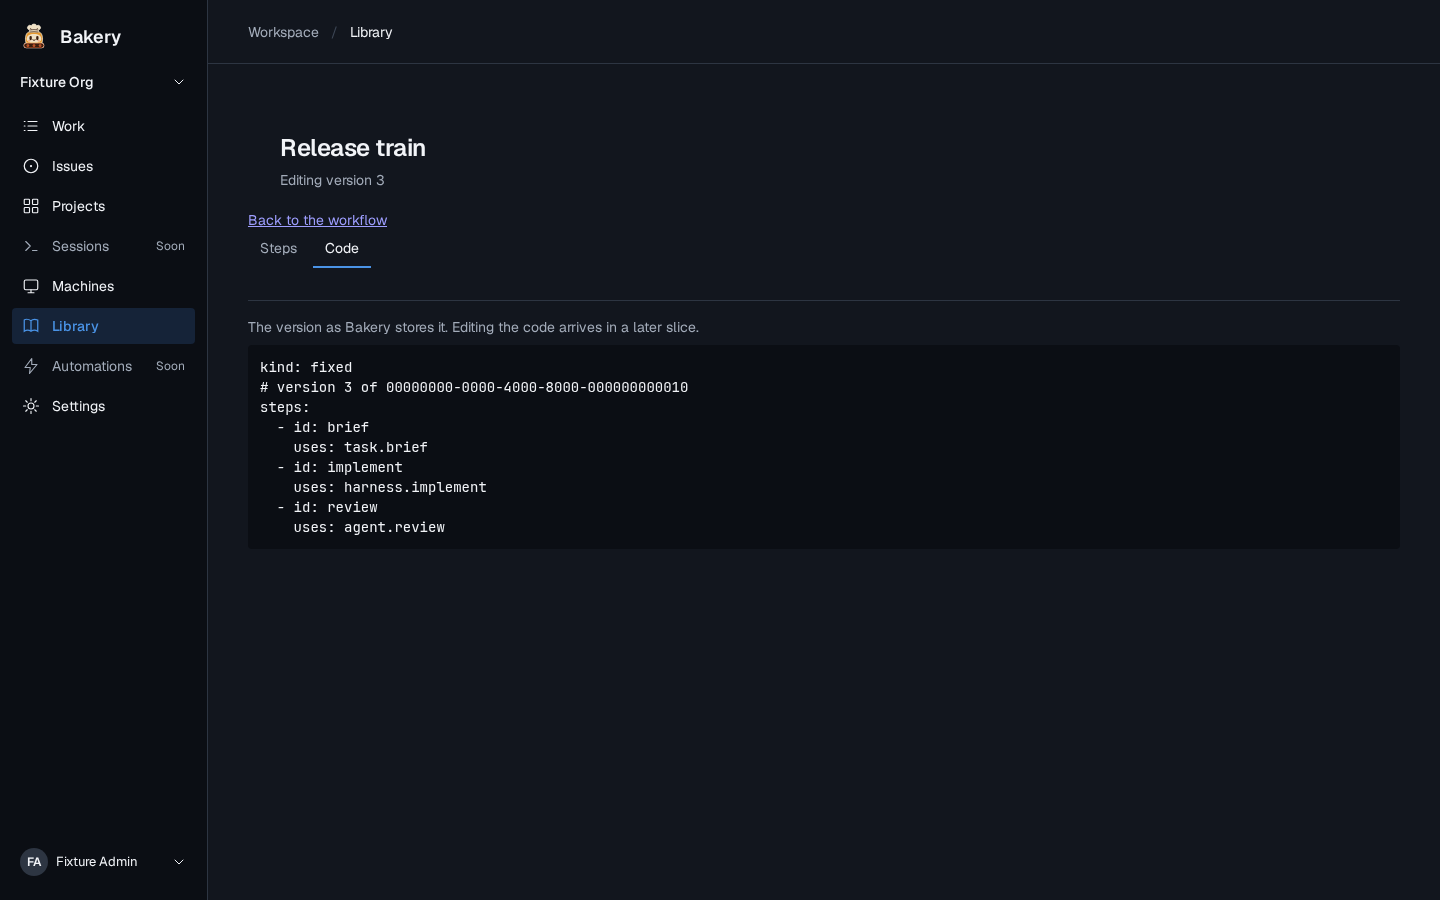 Bakery
Fixture Org
Work
Issues
Projects
Sessions Soon
Machines
Library
Automations Soon
Settings
FA Fixture Admin
Workspace / Library
Release train
Editing version 3
Back to the workflow
Steps Code
The version as Bakery stores it. Editing the code arrives in a later slice.
kind: fixed
# version 3 of 00000000-0000-4000-8000-000000000010
steps:
  - id: brief
    uses: task.brief
  - id: implement
    uses: harness.implement
  - id: review
    uses: agent.review